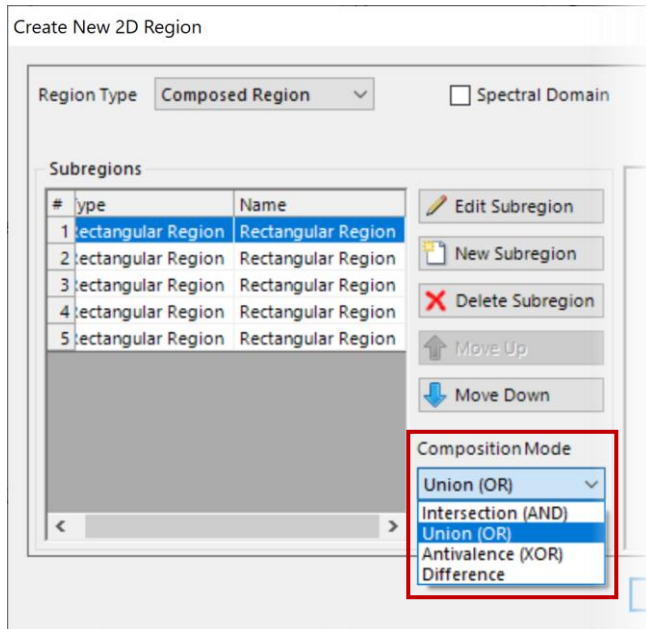 Create New 2D Region
Region Type Composed Region Spectral Domain
Subregions
# ype Name
1 ectangular Region Rectangular Region
2 ectangular Region Rectangular Region
3 ectangular Region Rectangular Region
4 ectangular Region Rectangular Region
5 ectangular Region Rectangular Region
Edit Subregion
New Subregion
Delete Subregion
Move Up
Move Down
Composition Mode
Union (OR)
Intersection (AND)
Union (OR)
Antivalence (XOR)
Difference